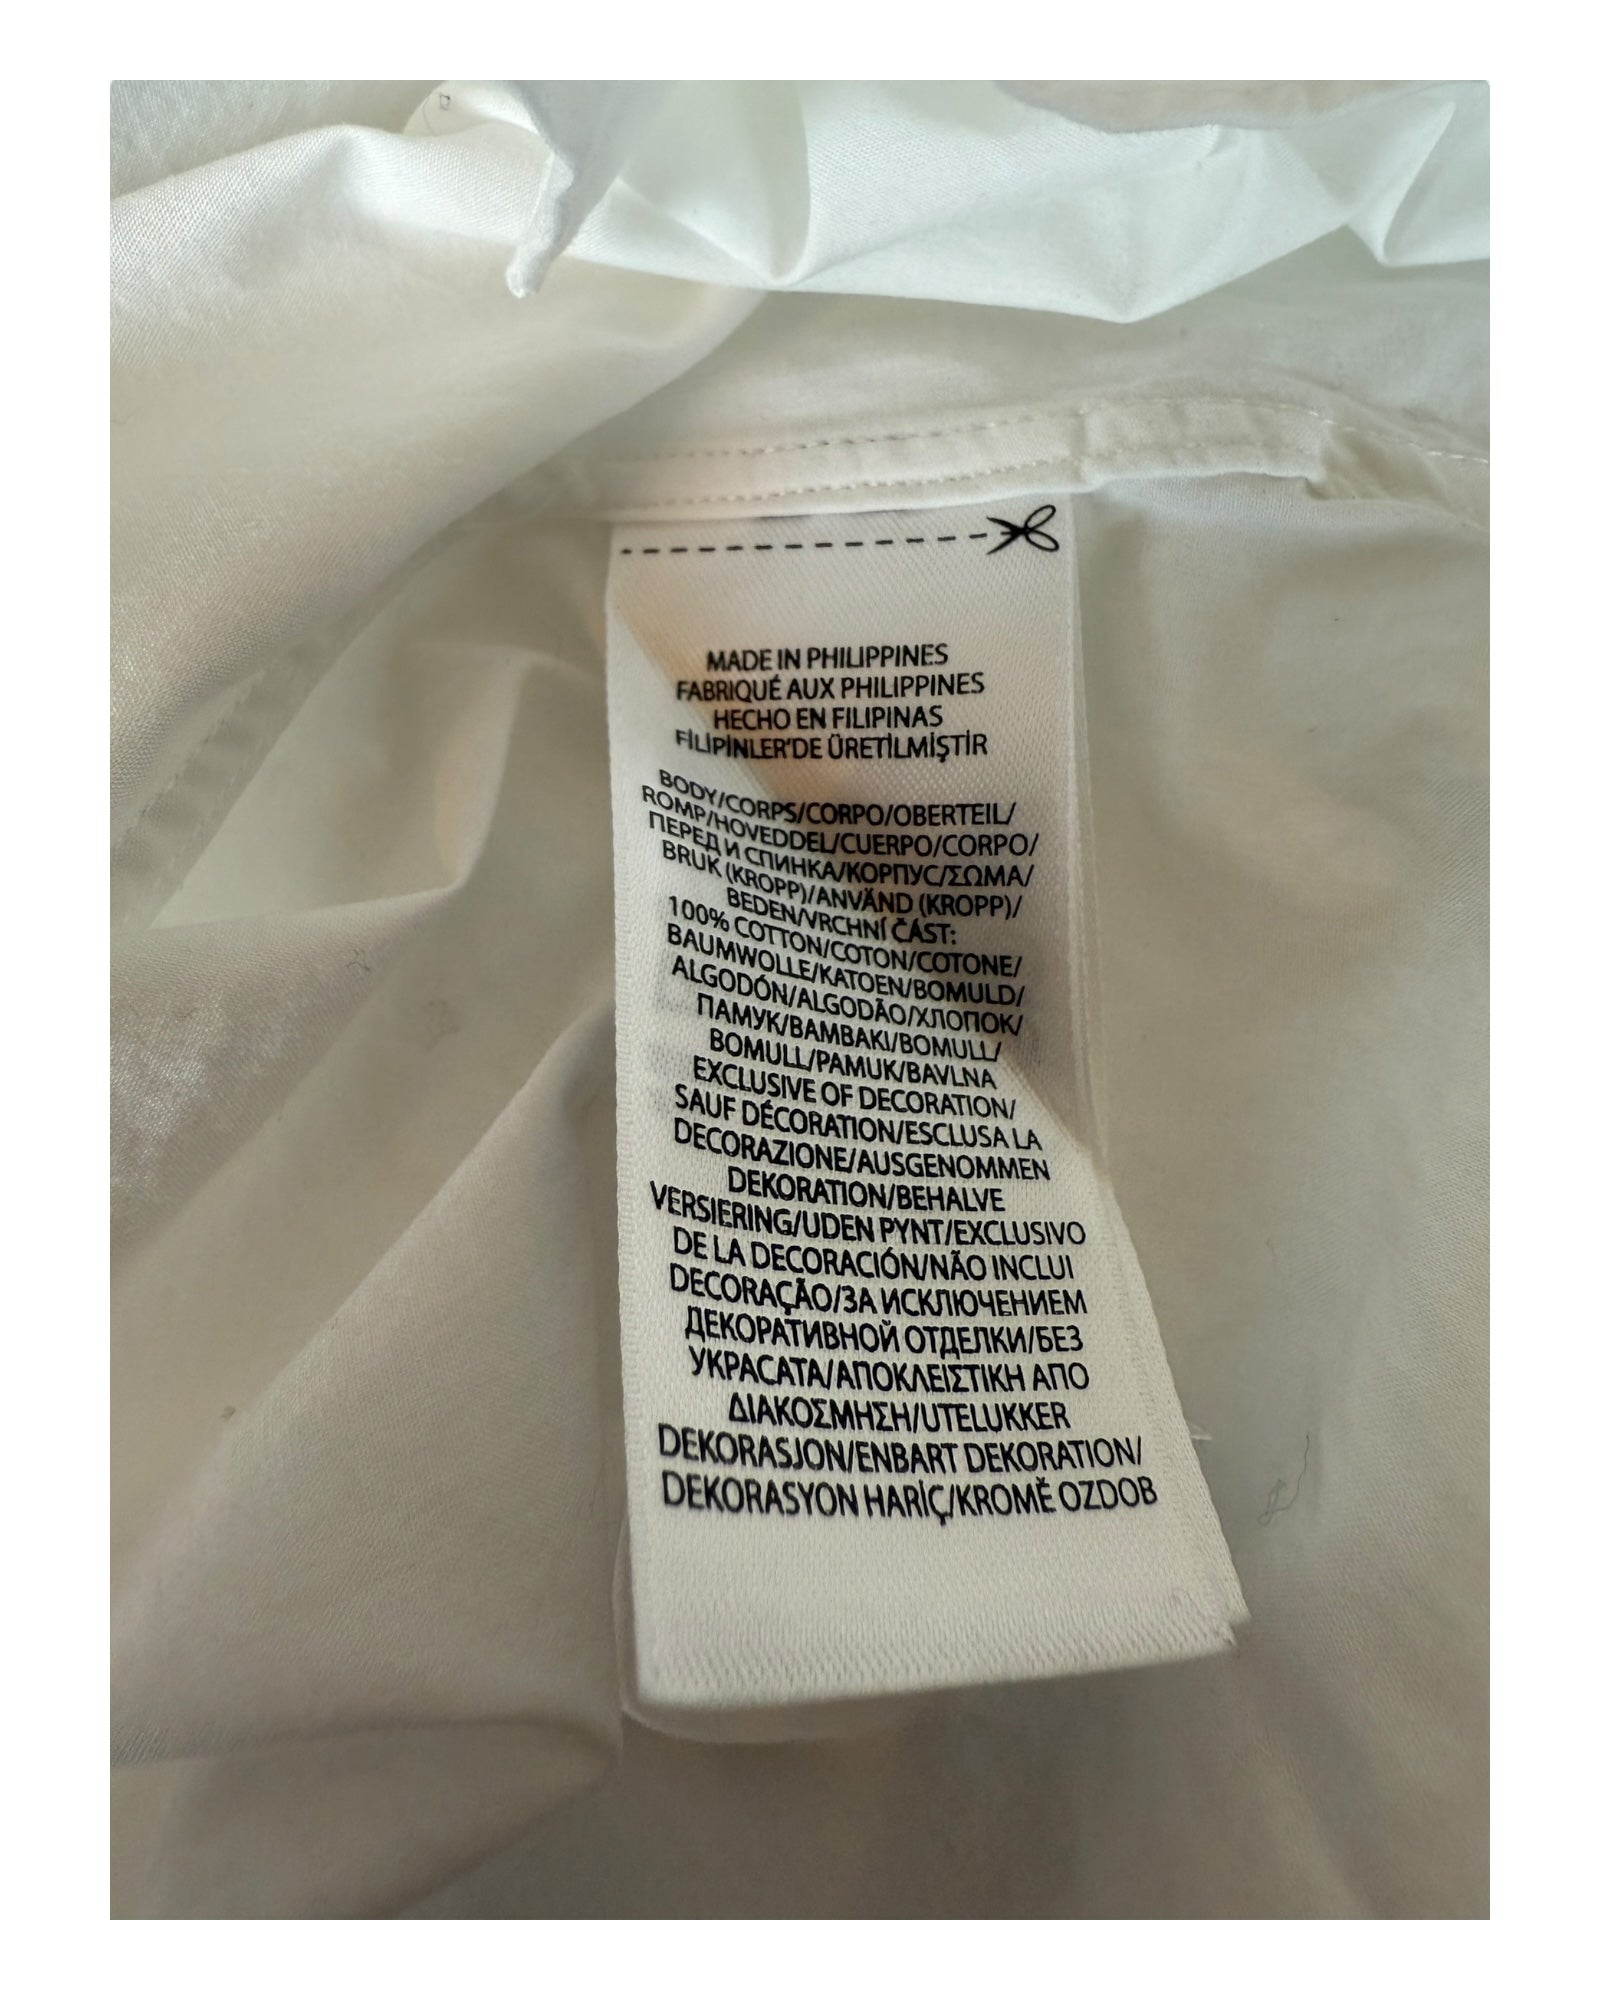 MADE IN PHILIPPINES
FABRIQUÉ AUX PHILIPPINES
HECHO EN FILIPINAS
FİLİPİNLER'DE ÜRETİLMİŞTİR
BODY/CORPS/CORPO/OBERTEIL/
ROMP/HOVEDDEL/CUERPO/CORPO/
ПЕРЕД И СПИНКА/КОРПУС/ΣΩΜΑ/
BRUK (KROPP)/ANVÄND (KROPP)/
BEDEN/VRCHNÍ ČÁST:
100% COTTON/COTON/COTONE/
BAUMWOLLE/KATOEN/BOMULD/
ALGODÓN/ALGODÃO/ХЛОПОК/
ПАМУК/ΒΑΜΒΑΚΙ/BOMULL/
BOMULL/PAMUK/BAVLNA
EXCLUSIVE OF DECORATION/
SAUF DÉCORATION/ESCLUSA LA
DECORAZIONE/AUSGENOMMEN
DEKORATION/BEHALVE
VERSIERING/UDEN PYNT/EXCLUSIVO
DE LA DECORACIÓN/NÃO INCLUI
DECORAÇÃO/ЗА ИСКЛЮЧЕНИЕМ
ДЕКОРАТИВНОЙ ОТДЕЛКИ/БЕЗ
УКРАСАТА/ΑΠΟΚΛΕΙΣΤΙΚΗ ΑΠΟ
ΔΙΑΚΟΣΜΗΣΗ/UTELUKKER
DEKORASJON/ENBART DEKORATION/
DEKORASYON HARİÇ/KROMĚ OZDOB